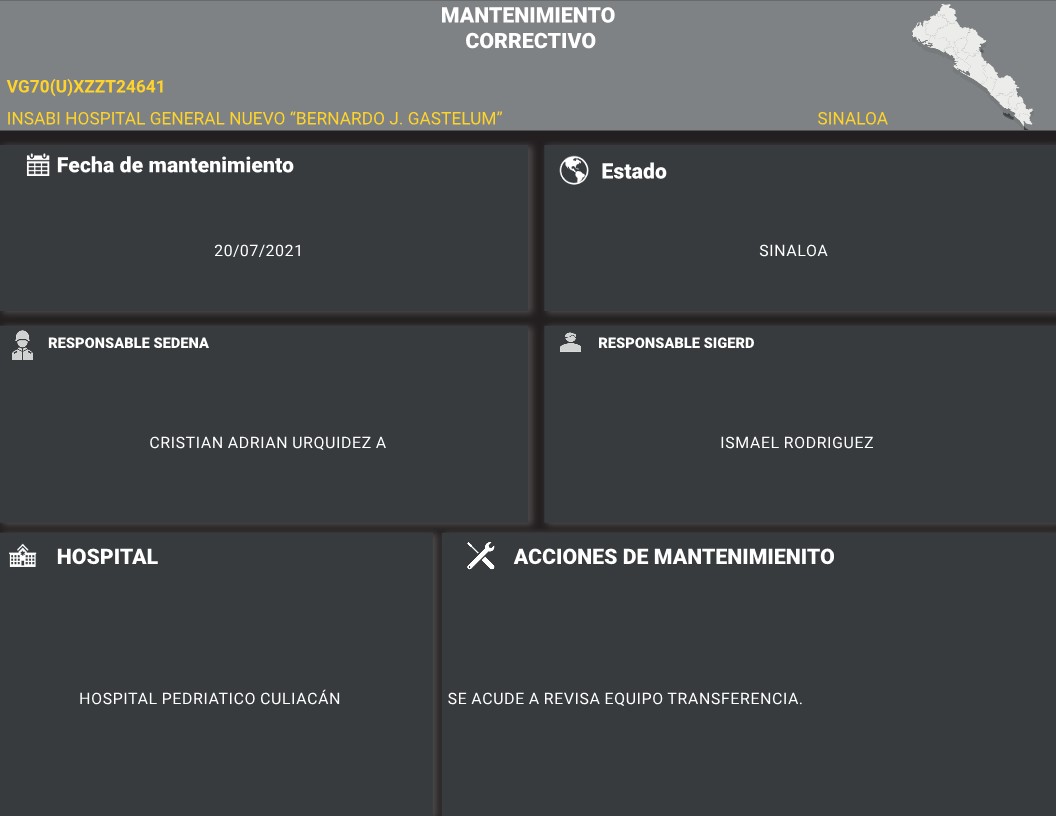 MANTENIMIENTO
CORRECTIVO
VG70(U)XZZT24641
INSABI HOSPITAL GENERAL NUEVO “BERNARDO J. GASTELUM”
SINALOA
Fecha de mantenimiento
20/07/2021
Estado
SINALOA
RESPONSABLE SEDENA
CRISTIAN ADRIAN URQUIDEZ A
RESPONSABLE SIGERD
ISMAEL RODRIGUEZ
HOSPITAL
HOSPITAL PEDRIATICO CULIACÁN
ACCIONES DE MANTENIMIENITO
SE ACUDE A REVISA EQUIPO TRANSFERENCIA.